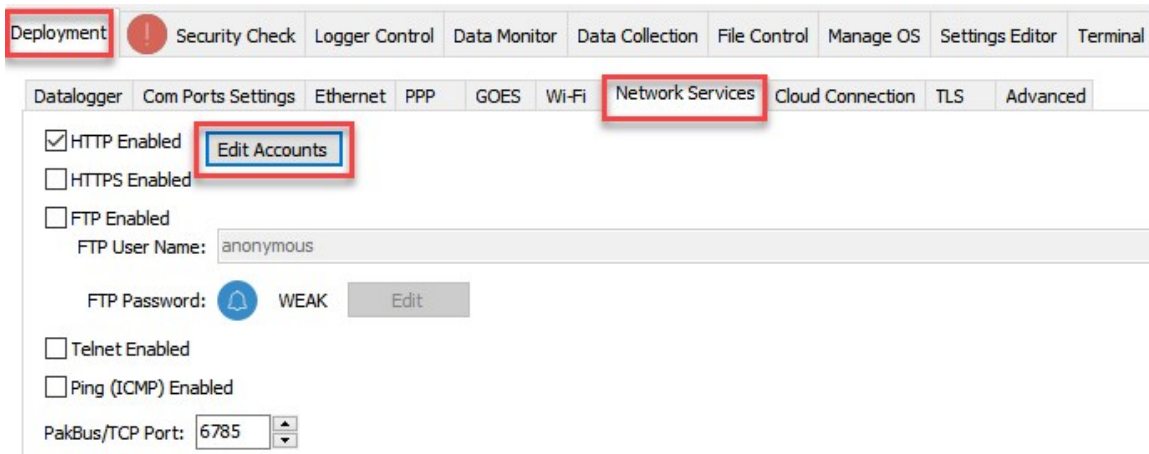 Deployment Security Check Logger Control Data Monitor Data Collection File Control Manage OS Settings Editor Terminal
Datalogger Com Ports Settings Ethernet PPP GOES Wi-Fi Network Services Cloud Connection TLS Advanced
HTTP Enabled Edit Accounts
HTTPS Enabled
FTP Enabled
FTP User Name: anonymous
FTP Password: WEAK Edit
Telnet Enabled
Ping (ICMP) Enabled
PakBus/TCP Port: 6785